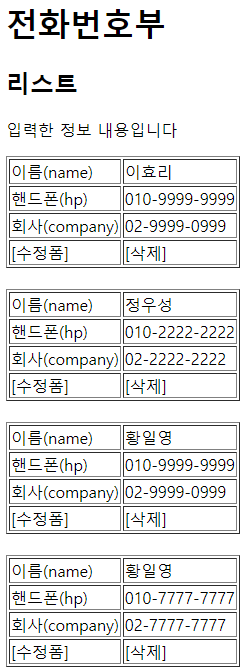 전화번호부
리스트
입력한 정보 내용입니다
이름(name) 이효리
핸드폰(hp) 010-9999-9999
회사(company) 02-9999-0999
[수정폼] [삭제]
이름(name) 정우성
핸드폰(hp) 010-2222-2222
회사(company) 02-2222-2222
[수정폼] [삭제]
이름(name) 황일영
핸드폰(hp) 010-9999-9999
회사(company) 02-9999-0999
[수정폼] [삭제]
이름(name) 황일영
핸드폰(hp) 010-7777-7777
회사(company) 02-7777-7777
[수정폼] [삭제]